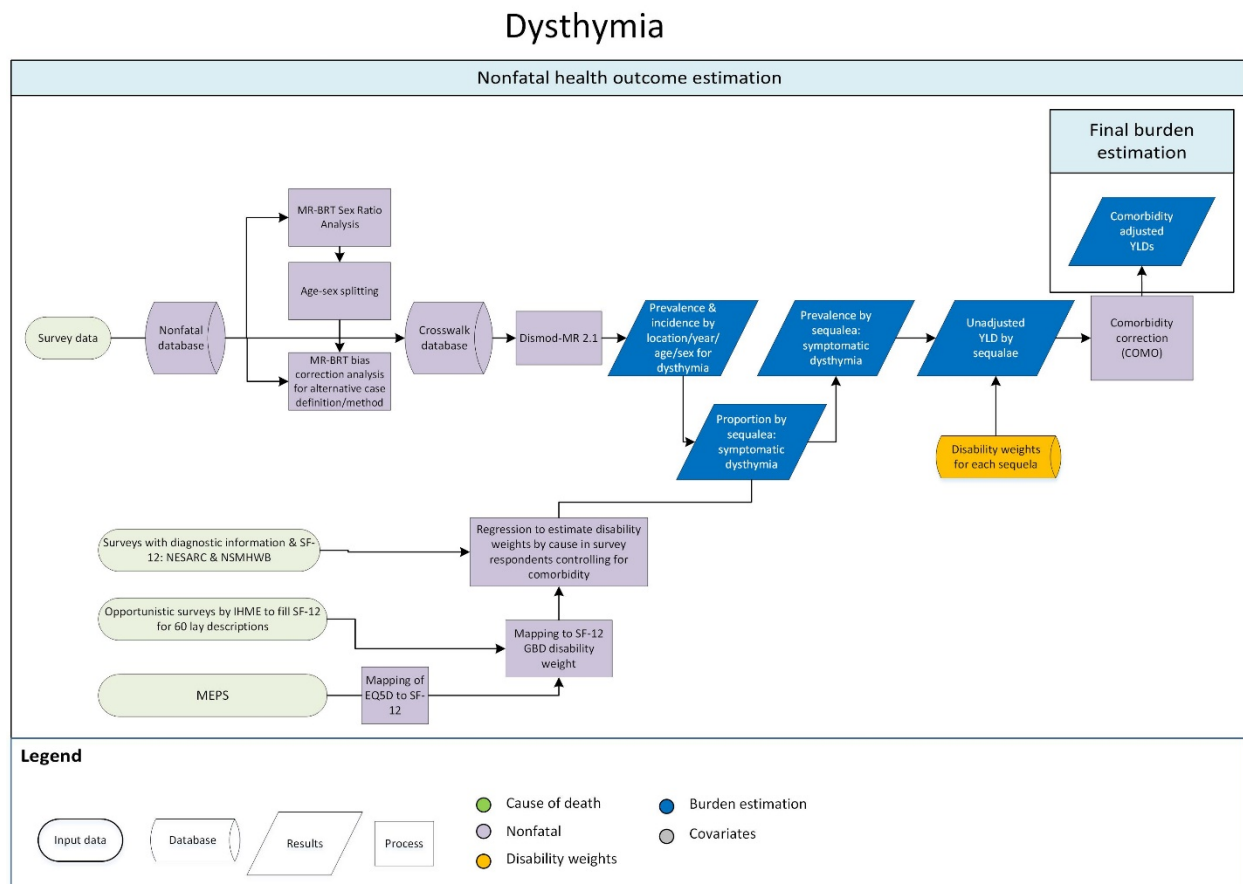 Dysthymia
Nonfatal health outcome estimation
Final burden
estimation
Comorbidity
adjusted
YLDs
MR-BRT Sex Ratio
Analysis
Age-sex splitting
MR-BRT bias
correction analysis
for alternative case
definition/method
Survey data
Nonfatal
database
Crosswalk
database
Dismod-MR 2.1
Prevalence &
incidence by
location/year/
age/sex for
dysthymia
Prevalence by
sequalea:
symptomatic
dysthymia
Unadjusted
YLD by
sequalae
Comorbidity
correction
(COMO)
Proportion by
sequalea:
symptomatic
dysthymia
Disability weights
for each sequela
Surveys with diagnostic information & SF-
12: NESARC & NSMHWB
Regression to estimate disability
weights by cause in survey
respondents controlling for
comorbidity
Opportunistic surveys by IHME to fill SF-12
for 60 lay descriptions
Mapping to SF-12
GBD disability
weight
MEPS
Mapping of
EQ5D to SF-
12
Legend
Input data
Database
Results
Process
Cause of death
Nonfatal
Disability weights
Burden estimation
Covariates